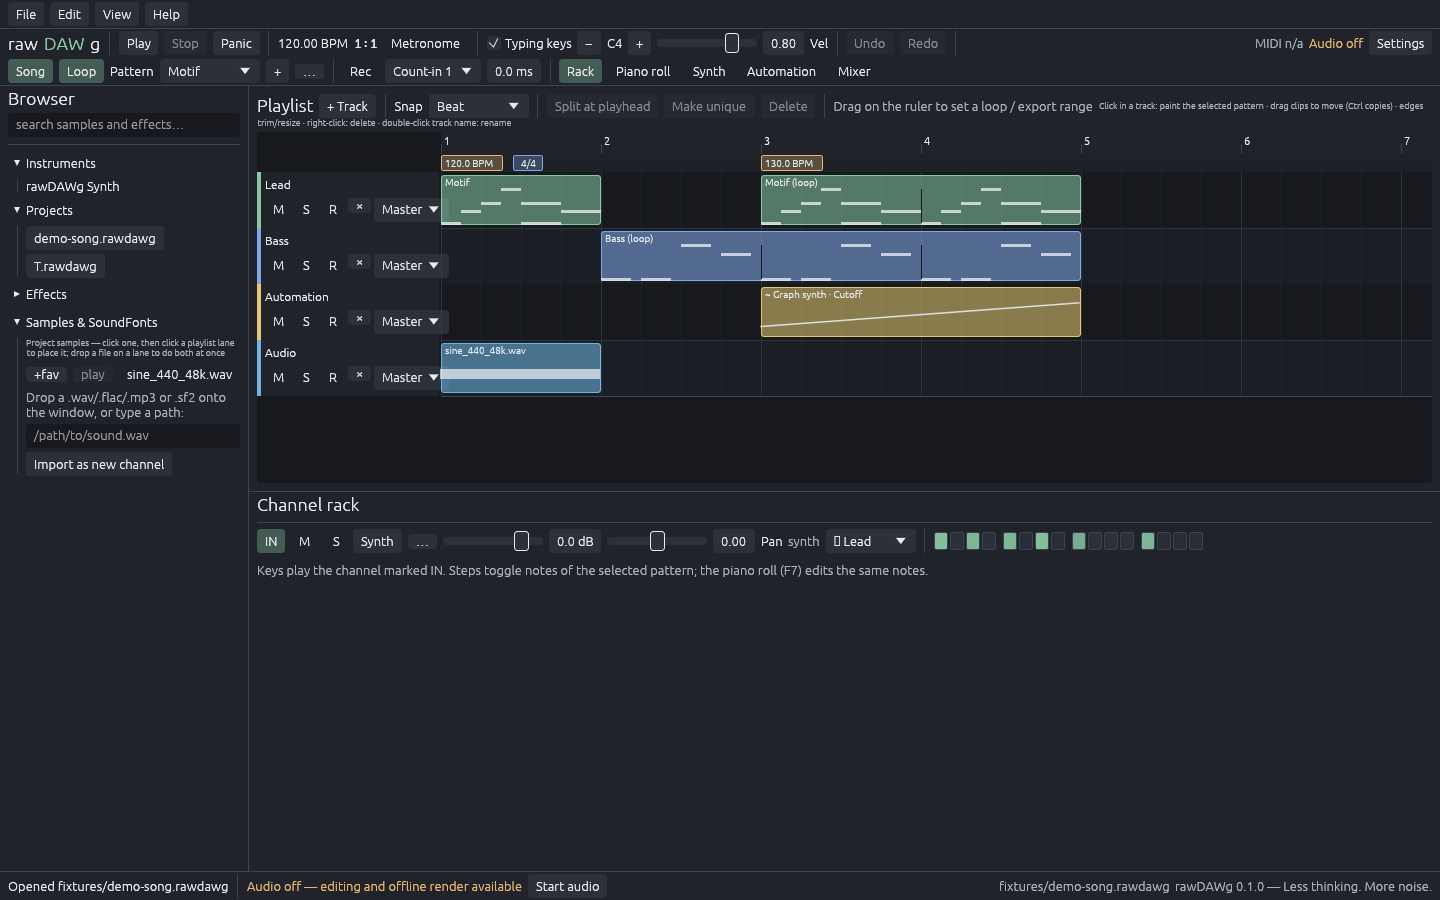 File Edit View Help
raw DAW g Play Stop Panic 120.00 BPM 1:1 Metronome Typing keys − C4 + 0.80 Vel Undo Redo MIDI n/a Audio off Settings
Song Loop Pattern Motif + ... Rec Count-in 1 0.0 ms Rack Piano roll Synth Automation Mixer
Browser
search samples and effects...
Instruments
rawDAWg Synth
Projects
demo-song.rawdawg
T.rawdawg
Effects
Samples & SoundFonts
Project samples — click one, then click a playlist lane
to place it; drop a file on a lane to do both at once
+fav play sine_440_48k.wav
Drop a .wav/.flac/.mp3 or .sf2 onto
the window, or type a path:
/path/to/sound.wav
Import as new channel
Playlist + Track Snap Beat Split at playhead Make unique Delete Drag on the ruler to set a loop / export range Click in a track: paint the selected pattern · drag clips to move (Ctrl copies) · edges
trim/resize · right-click: delete · double-click track name: rename
1 2 3 4 5 6 7
120.0 BPM 4/4 130.0 BPM
Lead Motif Motif (loop)
M S R × Master
Bass Bass (loop)
M S R × Master
Automation ~ Graph synth · Cutoff
M S R × Master
Audio sine_440_48k.wav
M S R × Master
Channel rack
IN M S Synth ... 0.0 dB 0.00 Pan synth Lead
Keys play the channel marked IN. Steps toggle notes of the selected pattern; the piano roll (F7) edits the same notes.
Opened fixtures/demo-song.rawdawg Audio off — editing and offline render available Start audio fixtures/demo-song.rawdawg rawDAWg 0.1.0 — Less thinking. More noise.